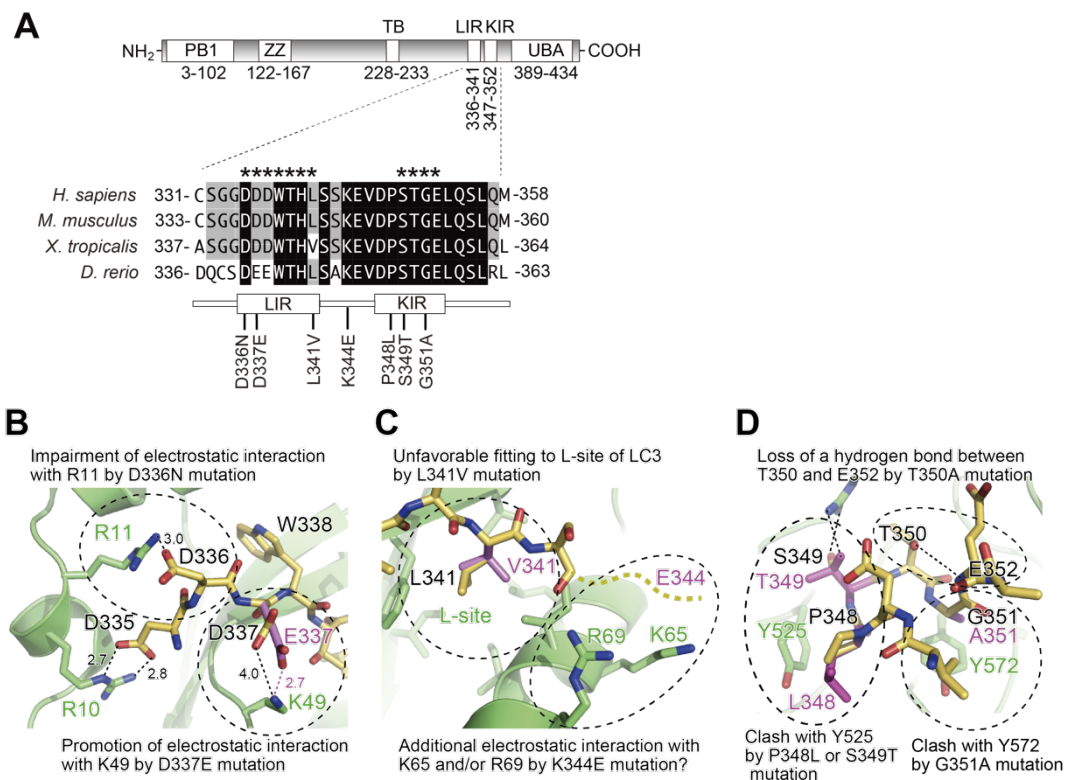 A
TB
LIR KIR
NH2 PB1 ZZ UBA COOH
3-102 122-167 228-233 336-341 347-352 389-434
******* ****
H. sapiens 331- CSGGDDDWTHLSSKEVDPSTGELQSLQM -358
M. musculus 333- CSGGDDDWTHLSSKEVDPSTGELQSLQM -360
X. tropicalis 337- ASGGDDDWTHVSSKEVDPSTGELQSLQL -364
D. rerio 336- DQCSDEEWTHLSAKEVDPSTGELQSLRL -363
LIR KIR
D336N D337E L341V K344E P348L S349T G351A
B
Impairment of electrostatic interaction
with R11 by D336N mutation
R11
3.0
D336
W338
D335
D337
E337
2.7
2.8
4.0
2.7
R10
K49
Promotion of electrostatic interaction
with K49 by D337E mutation
C
Unfavorable fitting to L-site of LC3
by L341V mutation
L341
V341
E344
L-site
R69
K65
Additional electrostatic interaction with
K65 and/or R69 by K344E mutation?
D
Loss of a hydrogen bond between
T350 and E352 by T350A mutation
T350
S349
T349
E352
P348
G351
A351
Y525
Y572
L348
Clash with Y525
by P348L or S349T
mutation
Clash with Y572
by G351A mutation